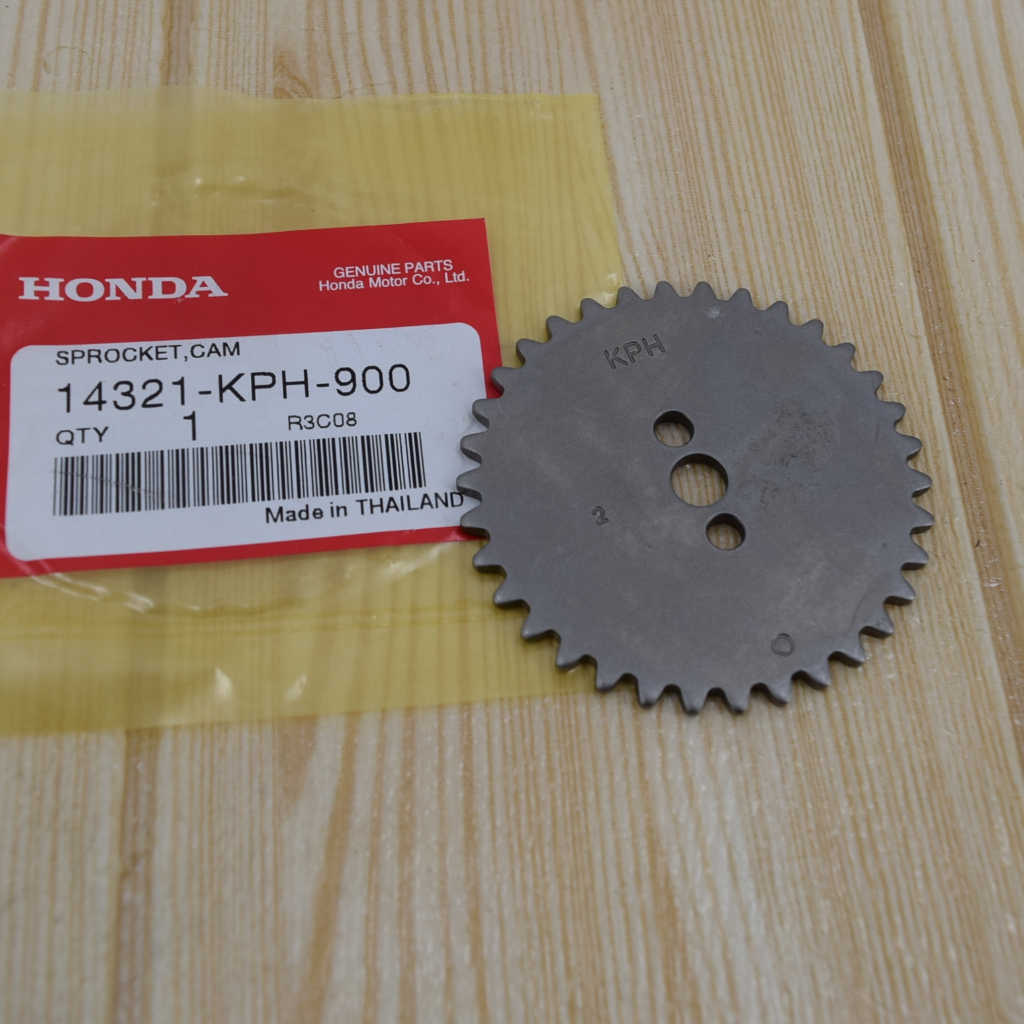 HONDA
GENUINE PARTS
Honda Motor Co., Ltd.
SPROCKET,CAM
14321-KPH-900
QTY 1 R3C08
Made in THAILAND
KPH
2
O